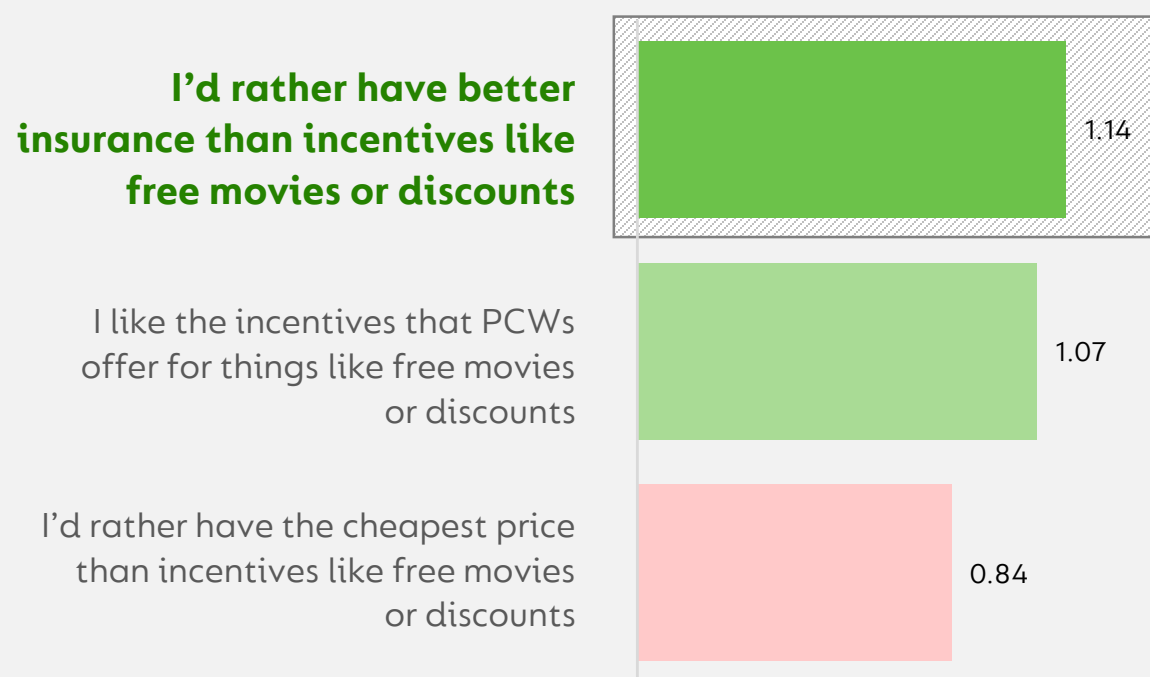 I’d rather have better
insurance than incentives like
free movies or discounts
1.14
I like the incentives that PCWs
offer for things like free movies
or discounts
1.07
I’d rather have the cheapest price
than incentives like free movies
or discounts
0.84